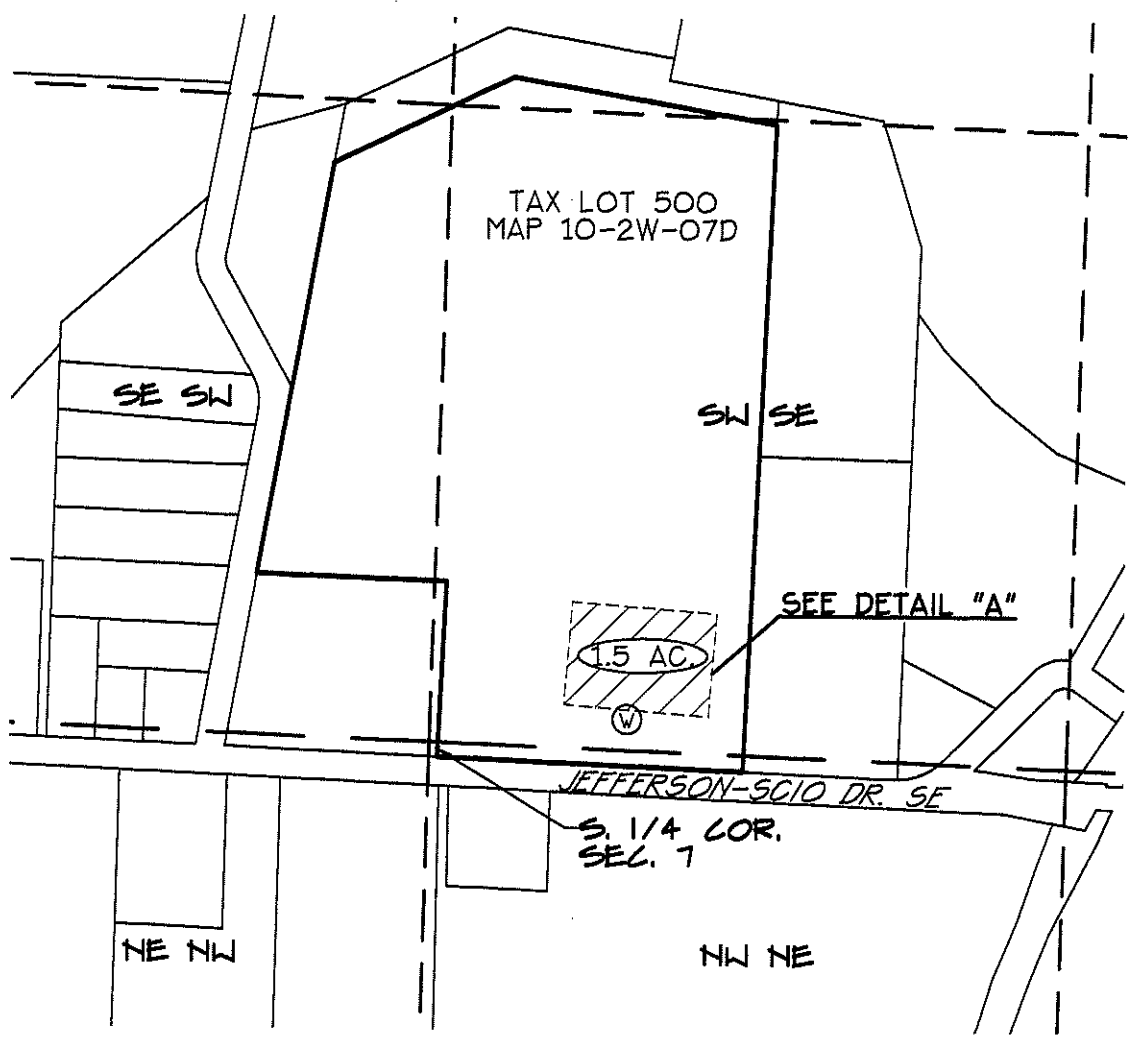 TAX LOT 500
MAP 10-2W-07D
SE SW
SW SE
SEE DETAIL "A"
1.5 AC.
W
JEFFERSON-SCIO DR. SE
S. 1/4 COR.
SEC. 7
NE NW
NW NE